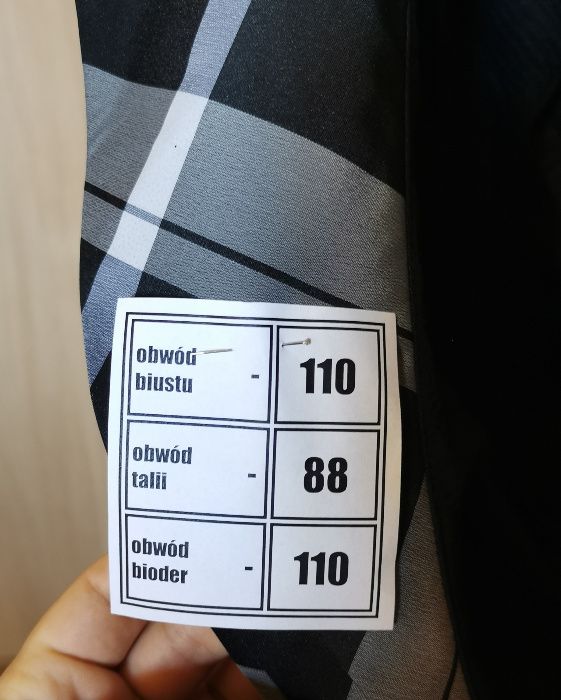 obwód
biustu - 110
obwód
talii - 88
obwód
bioder - 110